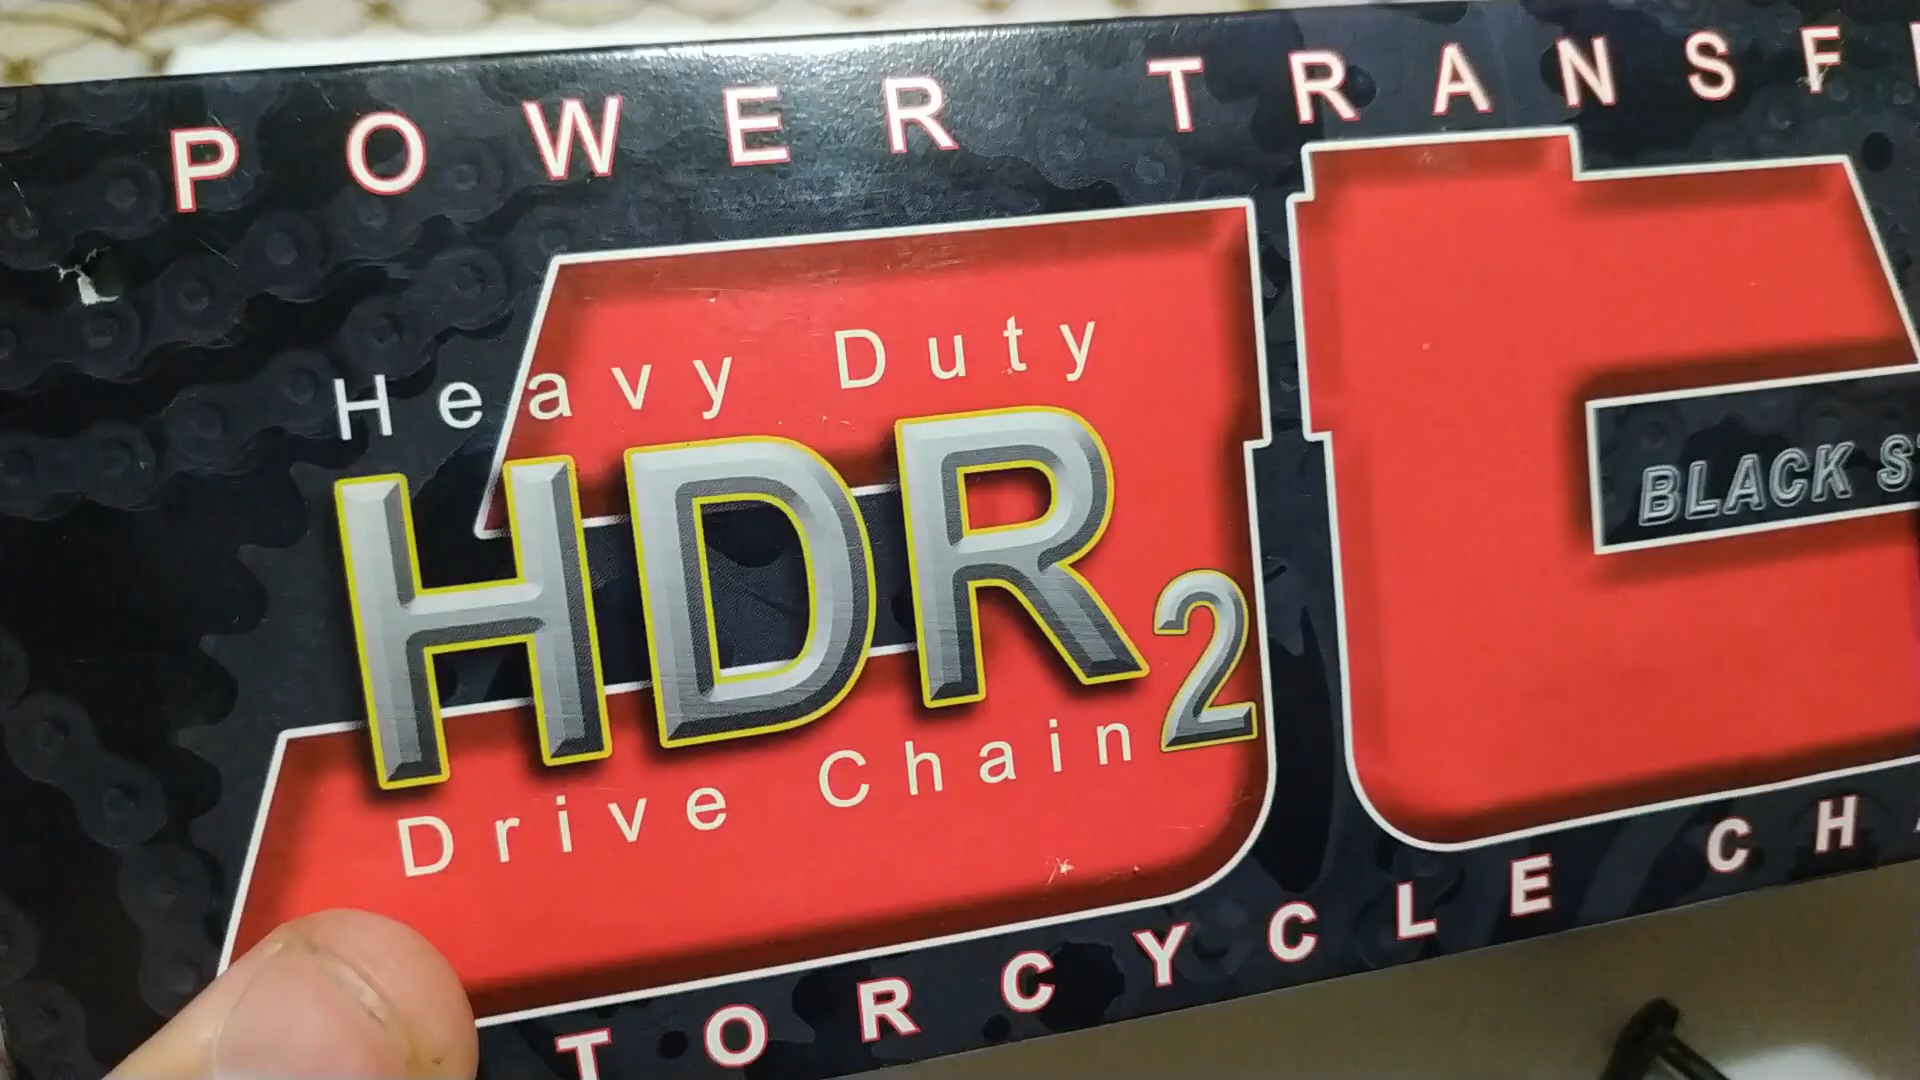 POWER TRANSF
Heavy Duty
HDR2
Drive Chain
BLACK S
TORCYCLE CH